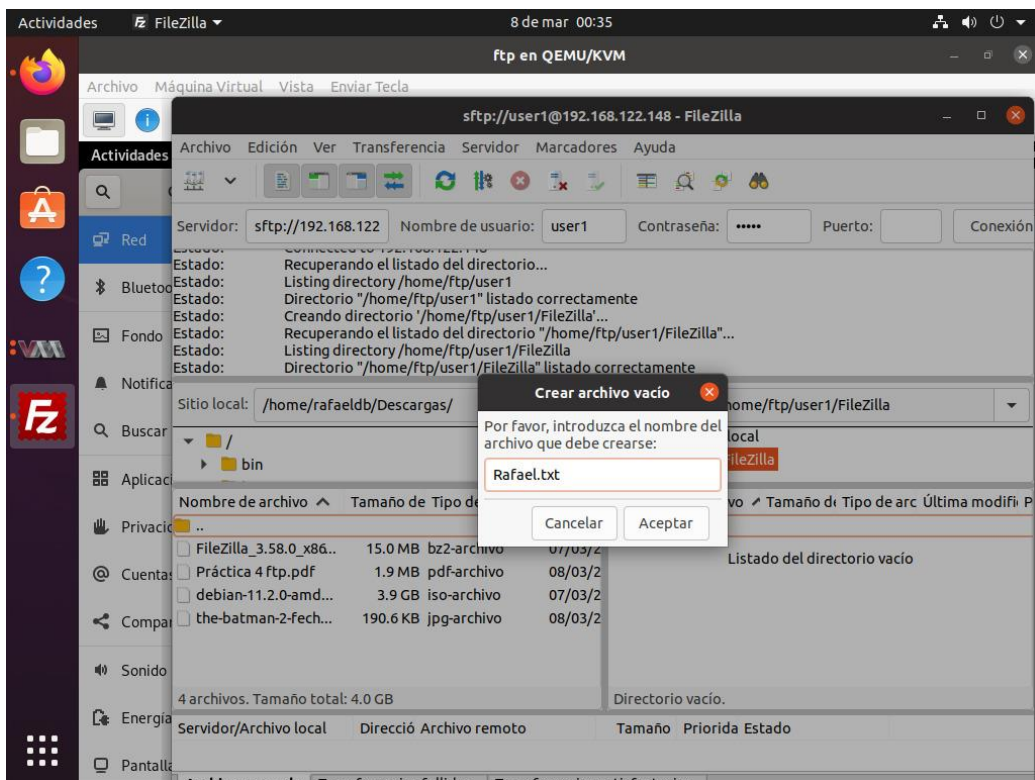 Actividades FileZilla 8 de mar 00:35
ftp en QEMU/KVM
Archivo Máquina Virtual Vista Enviar Tecla
sftp://user1@192.168.122.148 - FileZilla
Actividades
Archivo Edición Ver Transferencia Servidor Marcadores Ayuda
Servidor: sftp://192.168.122 Nombre de usuario: user1 Contraseña: ••••• Puerto: Conexión
Red
Bluetoo
Fondo
Notifica
Buscar
Aplicaci
Privacid
Cuentas
Compar
Sonido
Energía
Pantalla
Estado: Recuperando el listado del directorio...
Estado: Listing directory /home/ftp/user1
Estado: Directorio "/home/ftp/user1" listado correctamente
Estado: Creando directorio '/home/ftp/user1/FileZilla'...
Estado: Recuperando el listado del directorio "/home/ftp/user1/FileZilla"...
Estado: Listing directory /home/ftp/user1/FileZilla
Estado: Directorio "/home/ftp/user1/FileZilla" listado correctamente
Sitio local: /home/rafaeldb/Descargas/
home/ftp/user1/FileZilla
/
bin
local
FileZilla
Crear archivo vacío
Por favor, introduzca el nombre del
archivo que debe crearse:
Rafael.txt
Cancelar Aceptar
Nombre de archivo Tamaño de Tipo de
vo Tamaño de Tipo de arc Última modifi P
..
FileZilla_3.58.0_x86... 15.0 MB bz2-archivo 07/03/2
Práctica 4 ftp.pdf 1.9 MB pdf-archivo 08/03/2
debian-11.2.0-amd... 3.9 GB iso-archivo 07/03/2
the-batman-2-fech... 190.6 KB jpg-archivo 08/03/2
Listado del directorio vacío
4 archivos. Tamaño total: 4.0 GB
Directorio vacío.
Servidor/Archivo local Direcció Archivo remoto Tamaño Priorida Estado